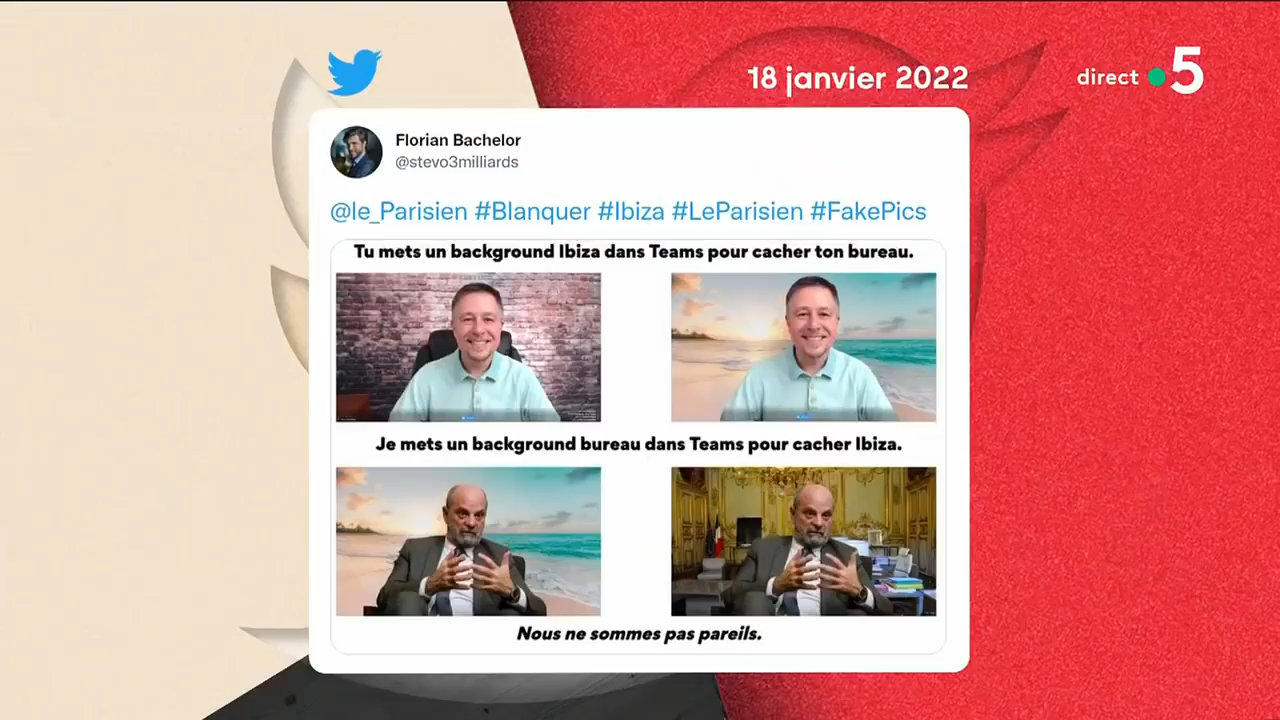 18 janvier 2022
direct 5
Florian Bachelor
@stevo3milliards
@le_Parisien #Blanquer #Ibiza #LeParisien #FakePics
Tu mets un background Ibiza dans Teams pour cacher ton bureau.
Je mets un background bureau dans Teams pour cacher Ibiza.
Nous ne sommes pas pareils.